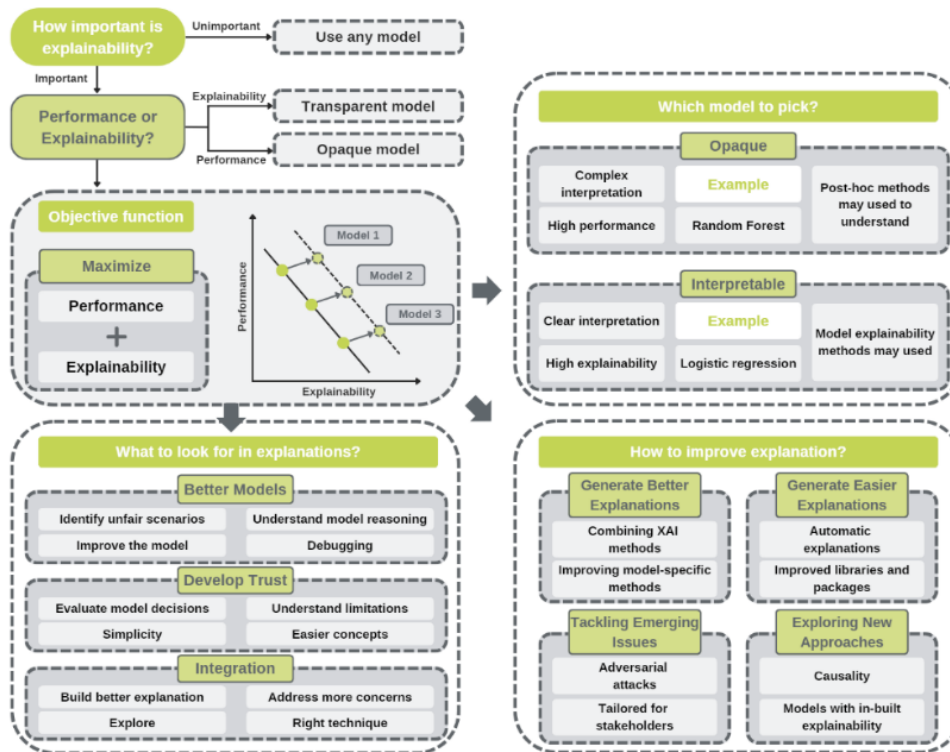 How important is
explainability?
Unimportant
Use any model
Important
Performance or
Explainability?
Explainability
Transparent model
Performance
Opaque model
Objective function
Maximize
Performance
+
Explainability
Performance
Model 1
Model 2
Model 3
Explainability
Which model to pick?
Opaque
Complex
interpretation
Example
Post-hoc methods
may used to
understand
High performance
Random Forest
Interpretable
Clear interpretation
Example
Model explainability
methods may used
High explainability
Logistic regression
What to look for in explanations?
Better Models
Identify unfair scenarios
Understand model reasoning
Improve the model
Debugging
Develop Trust
Evaluate model decisions
Understand limitations
Simplicity
Easier concepts
Integration
Build better explanation
Address more concerns
Explore
Right technique
How to improve explanation?
Generate Better
Explanations
Combining XAI
methods
Improving model-specific
methods
Generate Easier
Explanations
Automatic
explanations
Improved libraries and
packages
Tackling Emerging
Issues
Adversarial
attacks
Tailored for
stakeholders
Exploring New
Approaches
Causality
Models with in-built
explainability